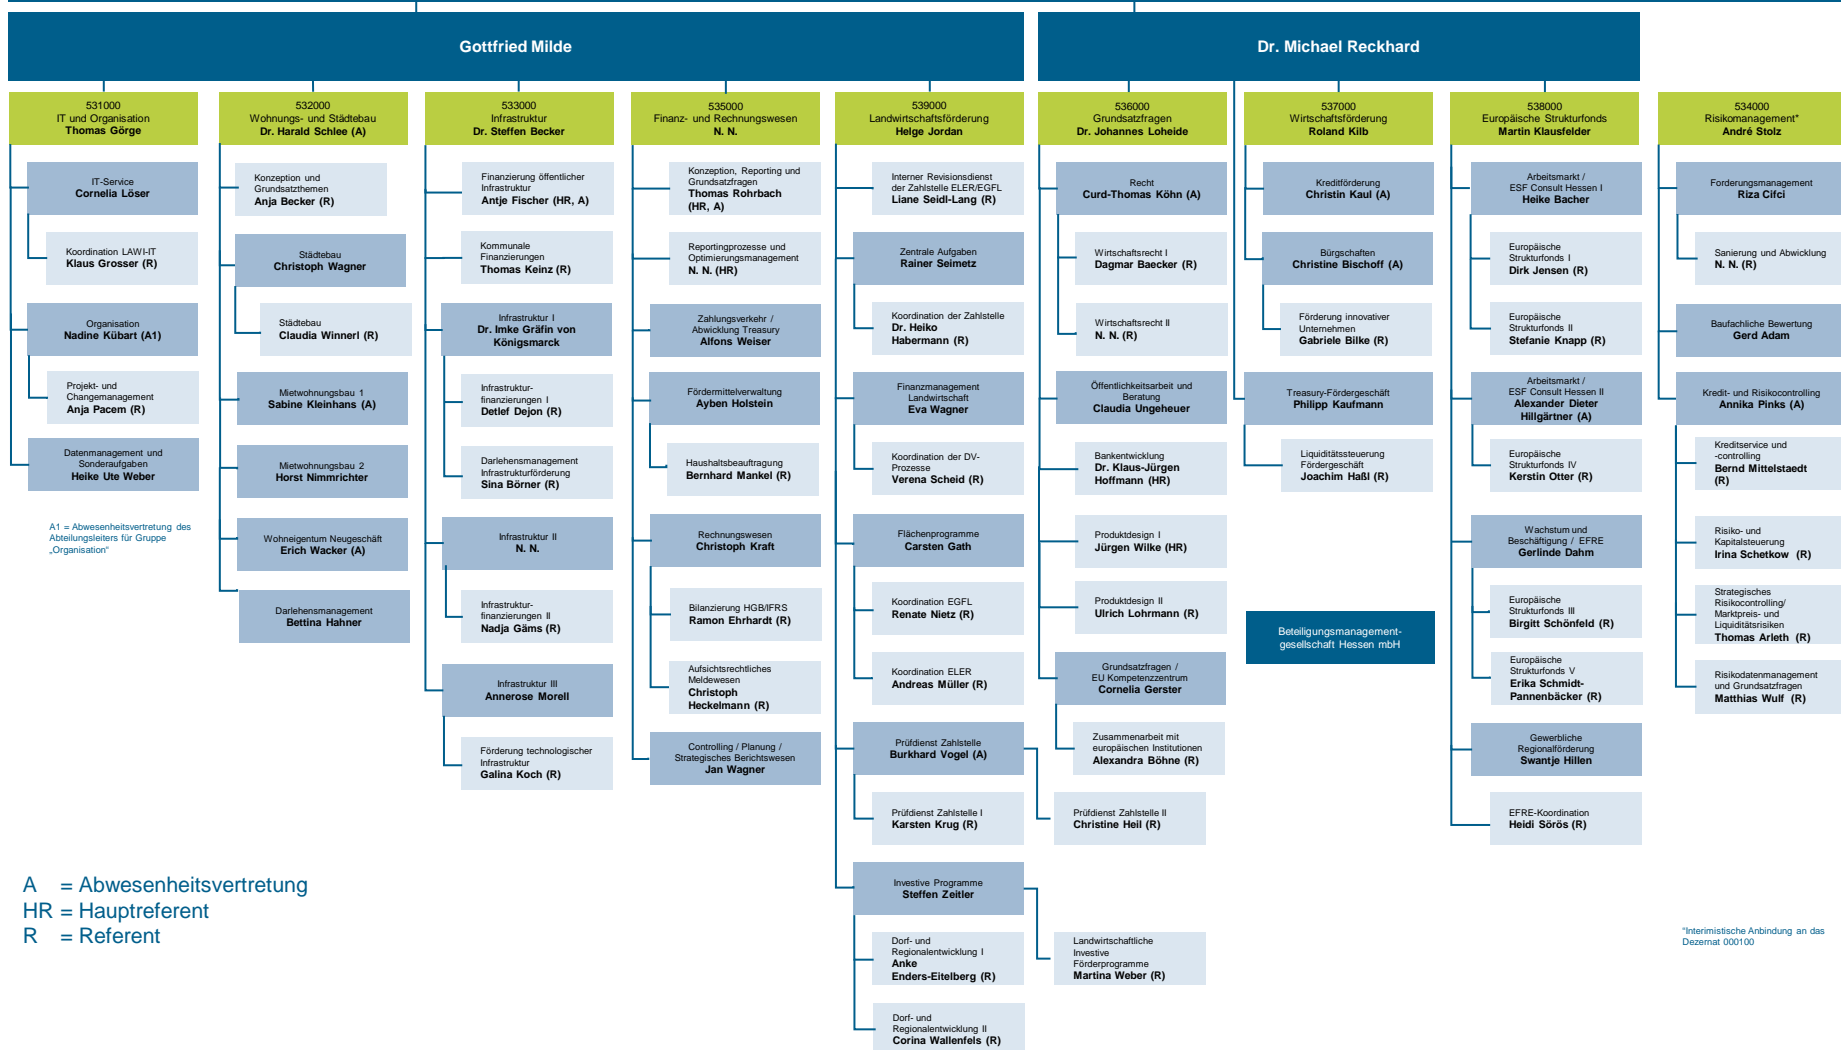 Gottfried Milde
Dr. Michael Reckhard
531000
IT und Organisation
Thomas Görge
IT-Service
Cornelia Löser
Koordination LAWI-IT
Klaus Grosser (R)
Organisation
Nadine Kübart (A1)
Projekt- und
Changemanagement
Anja Pacem (R)
Datenmanagement und
Sonderaufgaben
Heike Ute Weber
A1 = Abwesenheitsvertretung des
Abteilungsleiters für Gruppe
„Organisation“
532000
Wohnungs- und Städtebau
Dr. Harald Schlee (A)
Konzeption und
Grundsatzthemen
Anja Becker (R)
Städtebau
Christoph Wagner
Städtebau
Claudia Winnerl (R)
Mietwohnungsbau 1
Sabine Kleinhans (A)
Mietwohnungsbau 2
Horst Nimmrichter
Wohneigentum Neugeschäft
Erich Wacker (A)
Darlehensmanagement
Bettina Hahner
533000
Infrastruktur
Dr. Steffen Becker
Finanzierung öffentlicher
Infrastruktur
Antje Fischer (HR, A)
Kommunale
Finanzierungen
Thomas Keinz (R)
Infrastruktur I
Dr. Imke Gräfin von
Königsmarck
Infrastruktur-
finanzierungen I
Detlef Dejon (R)
Darlehensmanagement
Infrastrukturförderung
Sina Börner (R)
Infrastruktur II
N. N.
Infrastruktur-
finanzierungen II
Nadja Gäms (R)
Infrastruktur III
Annerose Morell
Förderung technologischer
Infrastruktur
Galina Koch (R)
535000
Finanz- und Rechnungswesen
N. N.
Konzeption, Reporting und
Grundsatzfragen
Thomas Rohrbach
(HR, A)
Reportingprozesse und
Optimierungsmanagement
N. N. (HR)
Zahlungsverkehr /
Abwicklung Treasury
Alfons Weiser
Fördermittelverwaltung
Ayben Holstein
Haushaltsbeauftragung
Bernhard Mankel (R)
Rechnungswesen
Christoph Kraft
Bilanzierung HGB/IFRS
Ramon Ehrhardt (R)
Aufsichtsrechtliches
Meldewesen
Christoph
Heckelmann (R)
Controlling / Planung /
Strategisches Berichtswesen
Jan Wagner
539000
Landwirtschaftsförderung
Helge Jordan
Interner Revisionsdienst
der Zahlstelle ELER/EGFL
Liane Seidl-Lang (R)
Zentrale Aufgaben
Rainer Seimetz
Koordination der Zahlstelle
Dr. Heiko
Habermann (R)
Finanzmanagement
Landwirtschaft
Eva Wagner
Koordination der DV-
Prozesse
Verena Scheid (R)
Flächenprogramme
Carsten Gath
Koordination EGFL
Renate Nietz (R)
Koordination ELER
Andreas Müller (R)
Prüfdienst Zahlstelle
Burkhard Vogel (A)
Prüfdienst Zahlstelle I
Karsten Krug (R)
Prüfdienst Zahlstelle II
Christine Heil (R)
Investive Programme
Steffen Zeitler
Dorf- und
Regionalentwicklung I
Anke
Enders-Eitelberg (R)
Landwirtschaftliche
Investive
Förderprogramme
Martina Weber (R)
Dorf- und
Regionalentwicklung II
Corina Wallenfels (R)
536000
Grundsatzfragen
Dr. Johannes Loheide
Recht
Curd-Thomas Köhn (A)
Wirtschaftsrecht I
Dagmar Baecker (R)
Wirtschaftsrecht II
N. N. (R)
Öffentlichkeitsarbeit und
Beratung
Claudia Ungeheuer
Bankentwicklung
Dr. Klaus-Jürgen
Hoffmann (HR)
Produktdesign I
Jürgen Wilke (HR)
Produktdesign II
Ulrich Lohrmann (R)
Grundsatzfragen /
EU Kompetenzzentrum
Cornelia Gerster
Zusammenarbeit mit
europäischen Institutionen
Alexandra Böhne (R)
537000
Wirtschaftsförderung
Roland Kilb
Kreditförderung
Christin Kaul (A)
Bürgschaften
Christine Bischoff (A)
Förderung innovativer
Unternehmen
Gabriele Bilke (R)
Treasury-Fördergeschäft
Philipp Kaufmann
Liquiditätssteuerung
Fördergeschäft
Joachim Haßl (R)
Beteiligungsmanagement-
gesellschaft Hessen mbH
538000
Europäische Strukturfonds
Martin Klausfelder
Arbeitsmarkt /
ESF Consult Hessen I
Heike Bacher
Europäische
Strukturfonds I
Dirk Jensen (R)
Europäische
Strukturfonds II
Stefanie Knapp (R)
Arbeitsmarkt /
ESF Consult Hessen II
Alexander Dieter
Hillgärtner (A)
Europäische
Strukturfonds IV
Kerstin Otter (R)
Wachstum und
Beschäftigung / EFRE
Gerlinde Dahm
Europäische
Strukturfonds III
Birgitt Schönfeld (R)
Europäische
Strukturfonds V
Erika Schmidt-
Pannenbäcker (R)
Gewerbliche
Regionalförderung
Swantje Hillen
EFRE-Koordination
Heidi Sörös (R)
534000
Risikomanagement*
André Stolz
Forderungsmanagement
Riza Cifci
Sanierung und Abwicklung
N. N. (R)
Baufachliche Bewertung
Gerd Adam
Kredit- und Risikocontrolling
Annika Pinks (A)
Kreditservice und
-controlling
Bernd Mittelstaedt
(R)
Risiko- und
Kapitalsteuerung
Irina Schetkow (R)
Strategisches
Risikocontrolling/
Marktpreis- und
Liquiditätsrisiken
Thomas Arleth (R)
Risikodatenmanagement
und Grundsatzfragen
Matthias Wulf (R)
A = Abwesenheitsvertretung
HR = Hauptreferent
R = Referent
*Interimistische Anbindung an das
Dezernat 000100